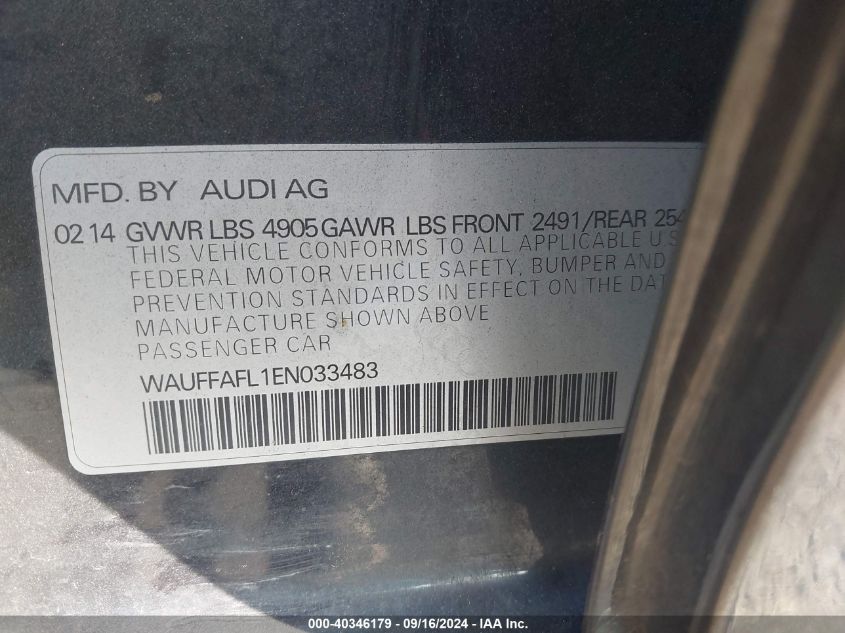 MFD. BY AUDI AG
02 14 GVWR LBS 4905 GAWR LBS FRONT 2491/REAR 254
THIS VEHICLE CONFORMS TO ALL APPLICABLE U.S
FEDERAL MOTOR VEHICLE SAFETY, BUMPER AND
PREVENTION STANDARDS IN EFFECT ON THE DAT
MANUFACTURE SHOWN ABOVE
PASSENGER CAR
WAUFFAFL1EN033483
000-40346179 - 09/16/2024 - IAA Inc.